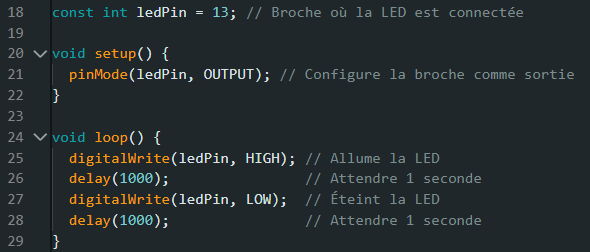 18 const int ledPin = 13; // Broche où la LED est connectée
19
20 void setup() {
21   pinMode(ledPin, OUTPUT); // Configure la broche comme sortie
22 }
23
24 void loop() {
25   digitalWrite(ledPin, HIGH); // Allume la LED
26   delay(1000);                // Attendre 1 seconde
27   digitalWrite(ledPin, LOW);  // Éteint la LED
28   delay(1000);                // Attendre 1 seconde
29 }